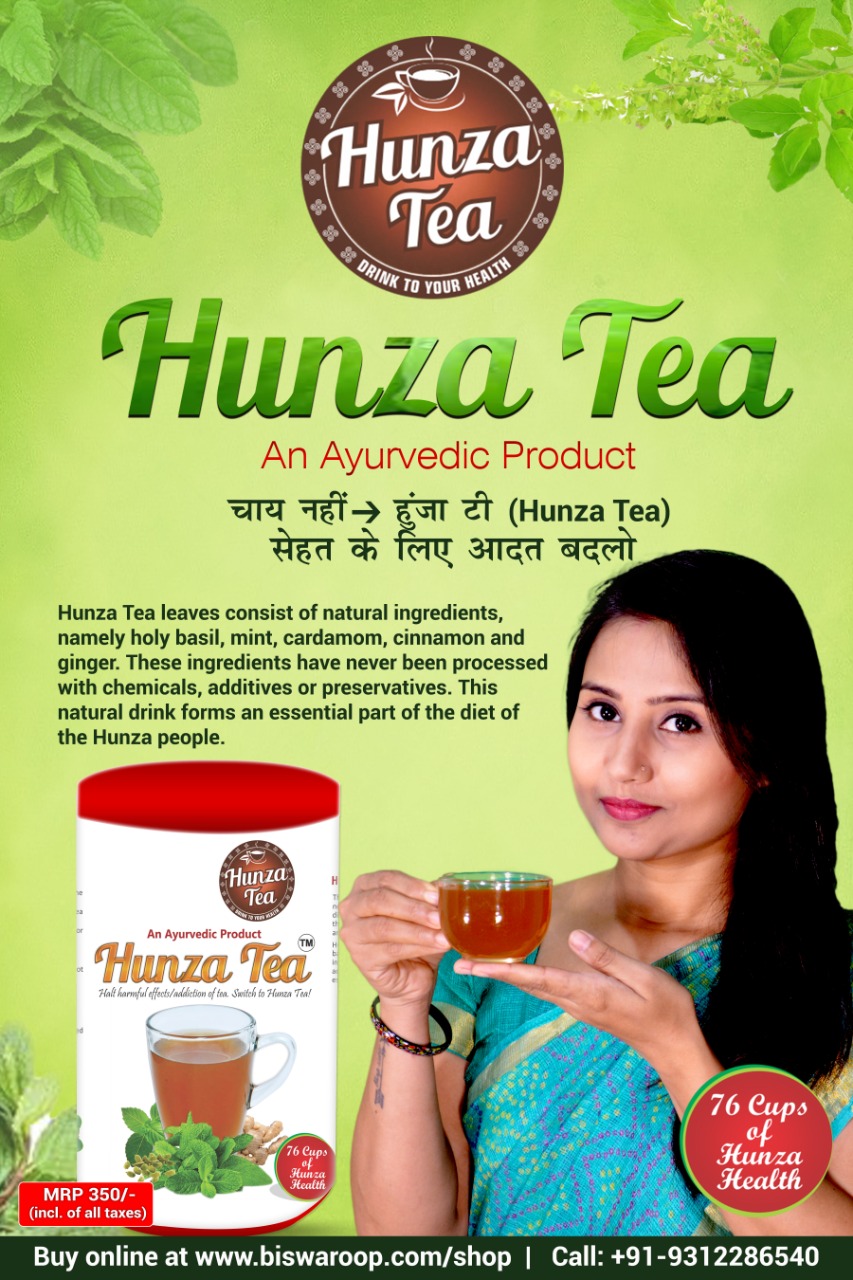 Hunza
Tea
DRINK TO YOUR HEALTH
Hunza Tea
An Ayurvedic Product
चाय नहीं→ हुंजा टी (Hunza Tea)
सेहत के लिए आदत बदलो
Hunza Tea leaves consist of natural ingredients,
namely holy basil, mint, cardamom, cinnamon and
ginger. These ingredients have never been processed
with chemicals, additives or preservatives. This
natural drink forms an essential part of the diet of
the Hunza people.
Hunza
Tea
DRINK TO YOUR HEALTH
An Ayurvedic Product
Hunza Tea TM
Halt harmful effects/addiction of tea. Switch to Hunza Tea!
76 Cups
of
Hunza
Health
MRP 350/-
(incl. of all taxes)
76 Cups
of
Hunza
Health
Buy online at www.biswaroop.com/shop | Call: +91-9312286540